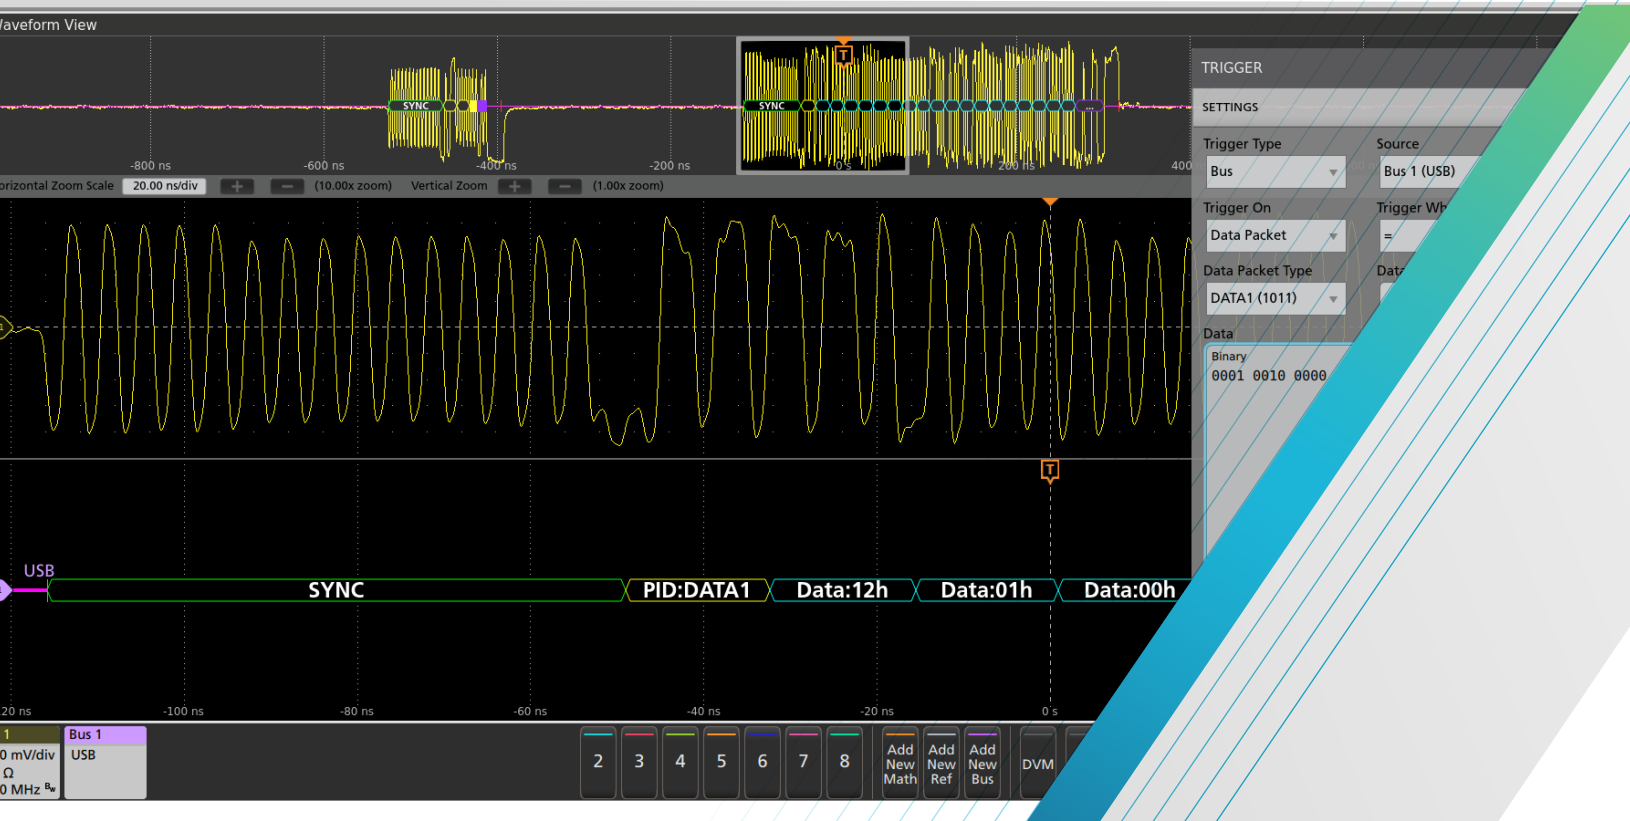 Waveform View
SYNC
T
SYNC
...
-800 ns
-600 ns
-400 ns
-200 ns
0 s
200 ns
400
Horizontal Zoom Scale 20.00 ns/div + − (10.00x zoom) Vertical Zoom + − (1.00x zoom)
TRIGGER
SETTINGS
Trigger Type
Source
Bus
Bus 1 (USB)
Trigger On
Trigger Wh
Data Packet
=
Data Packet Type
Data
DATA1 (1011)
Data
Binary
0001 0010 0000
1
T
USB
SYNC
PID:DATA1
Data:12h
Data:01h
Data:00h
20 ns
-100 ns
-80 ns
-60 ns
-40 ns
-20 ns
0 s
1
0 mV/div
Ω
0 MHz Bw
Bus 1
USB
2
3
4
5
6
7
8
Add New Math
Add New Ref
Add New Bus
DVM